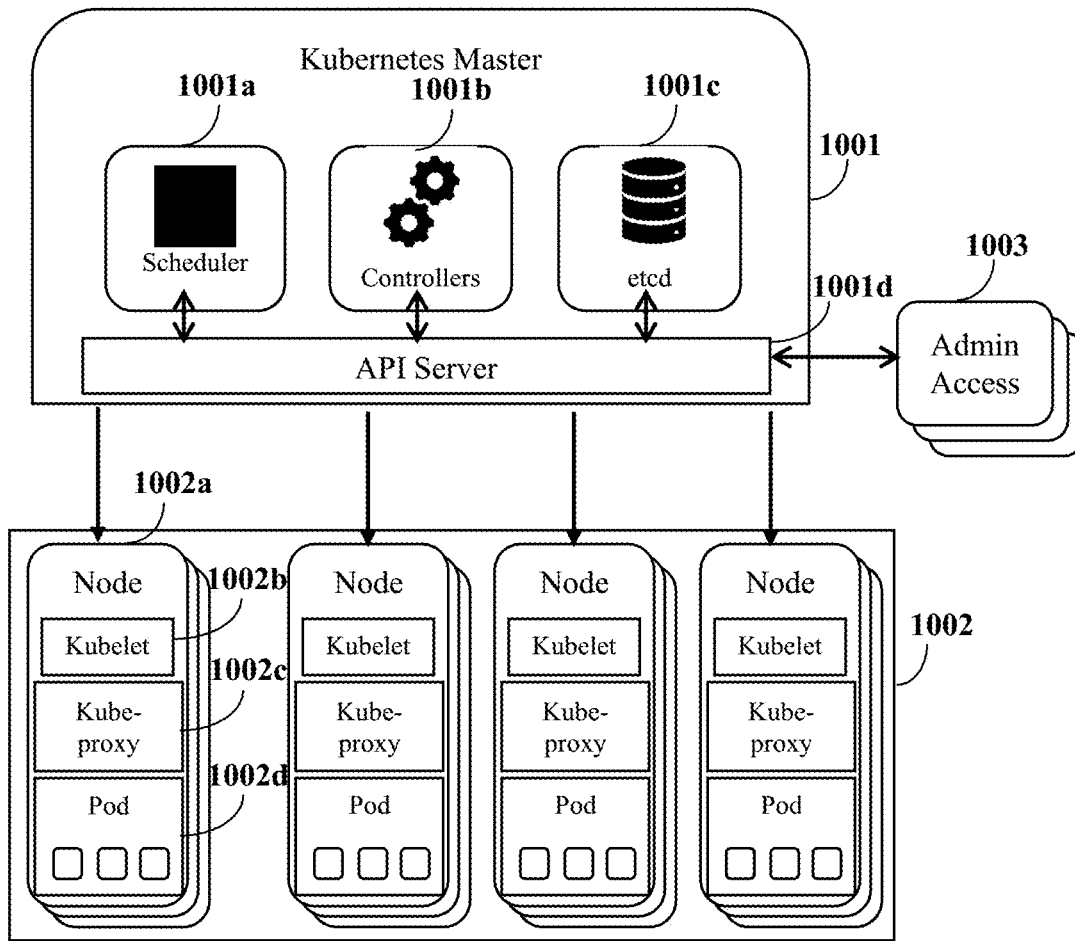 Kubernetes Master
1001a
1001b
1001c
1001
Scheduler
Controllers
etcd
1003
1001d
API Server
Admin
Access
1002a
Node
Node
Node
Node
1002b
Kubelet
Kubelet
Kubelet
Kubelet
1002
1002c
Kube-
proxy
Kube-
proxy
Kube-
proxy
Kube-
proxy
1002d
Pod
Pod
Pod
Pod